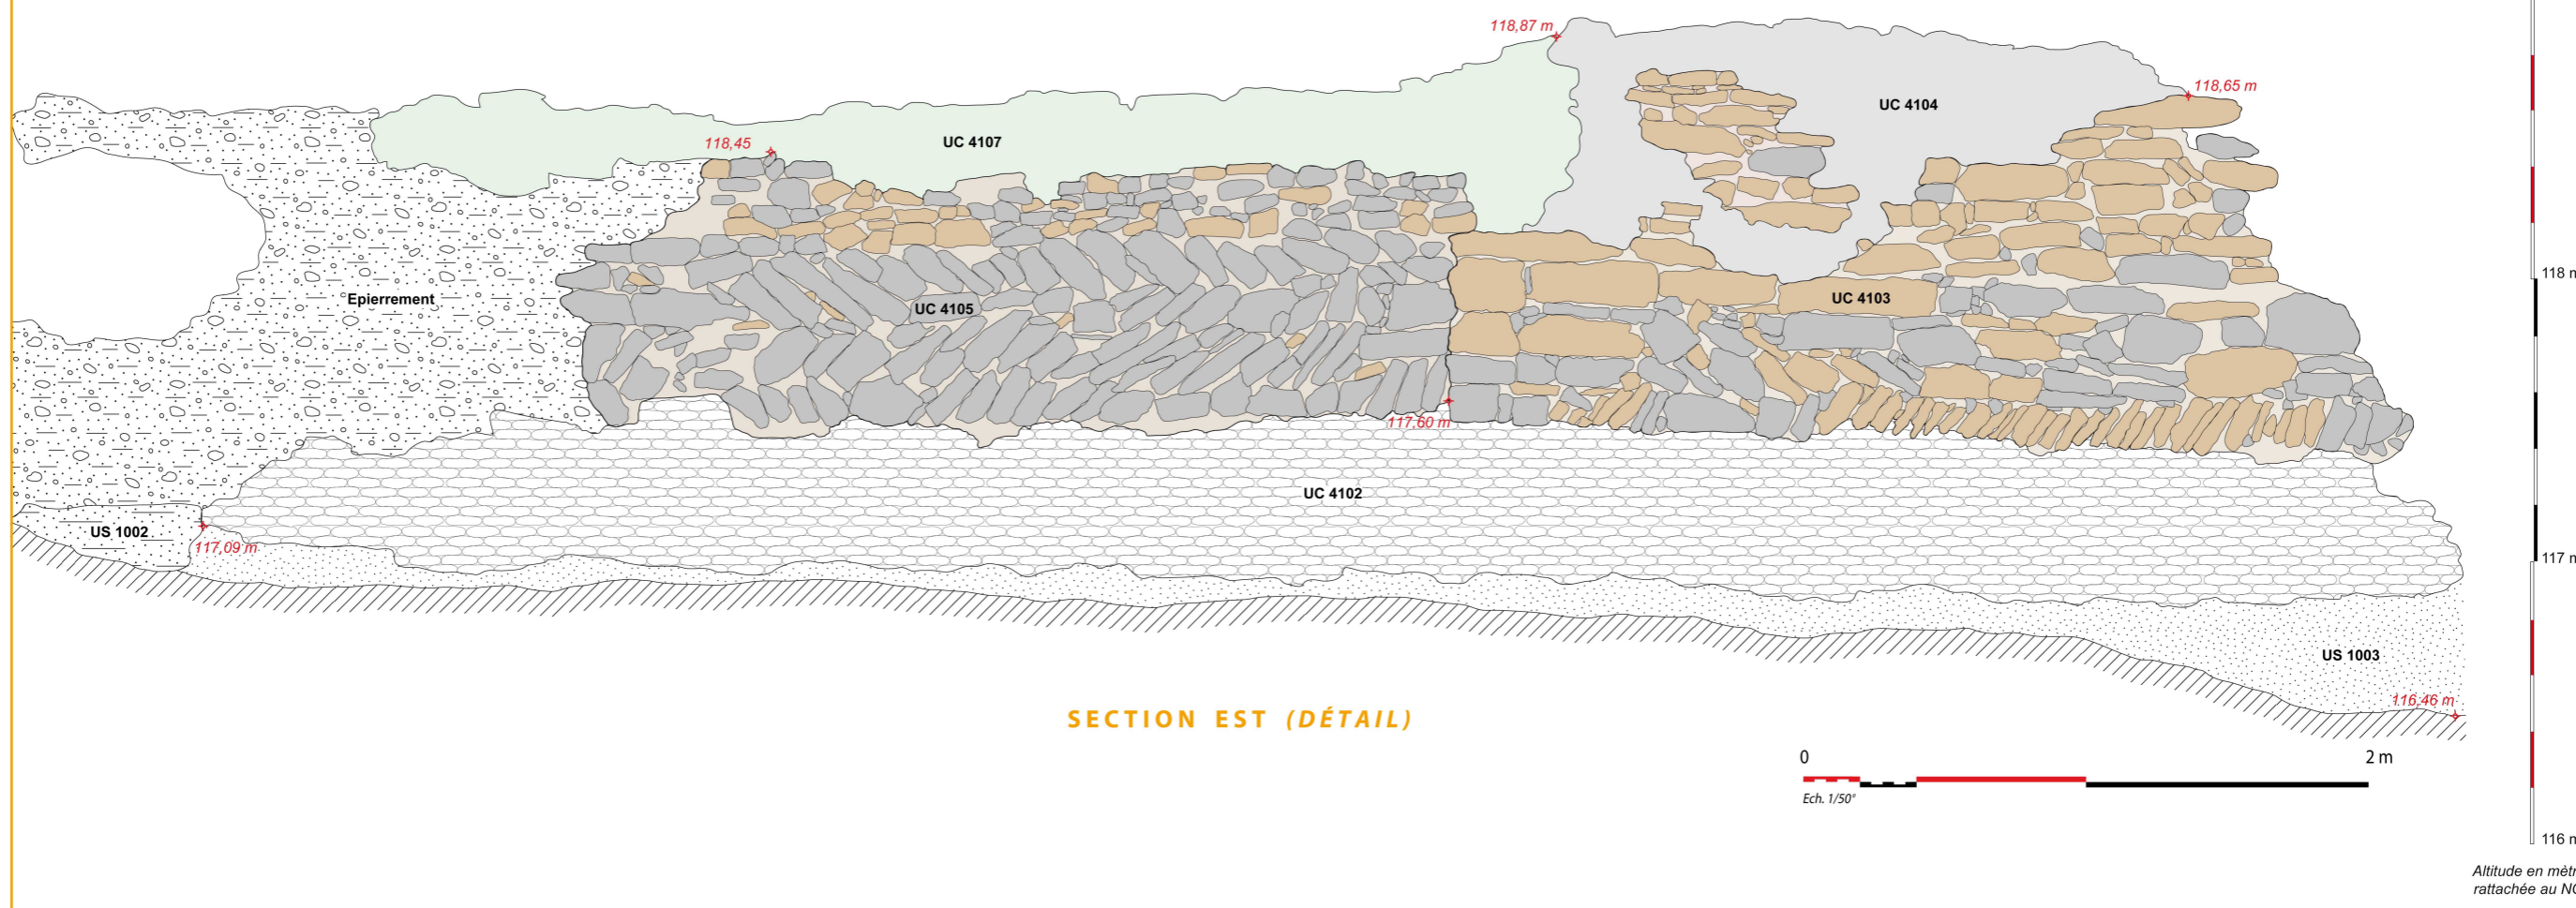 118,87 m
118,65 m
UC 4104
118,45
UC 4107
118 m
Epierrement
UC 4103
UC 4105
117,60 m
UC 4102
US 1002
117,09 m
117 m
US 1003
116,46 m
SECTION EST (DÉTAIL)
0 2 m
Ech. 1/50°
116 m
Altitude en mètr
rattachée au NG